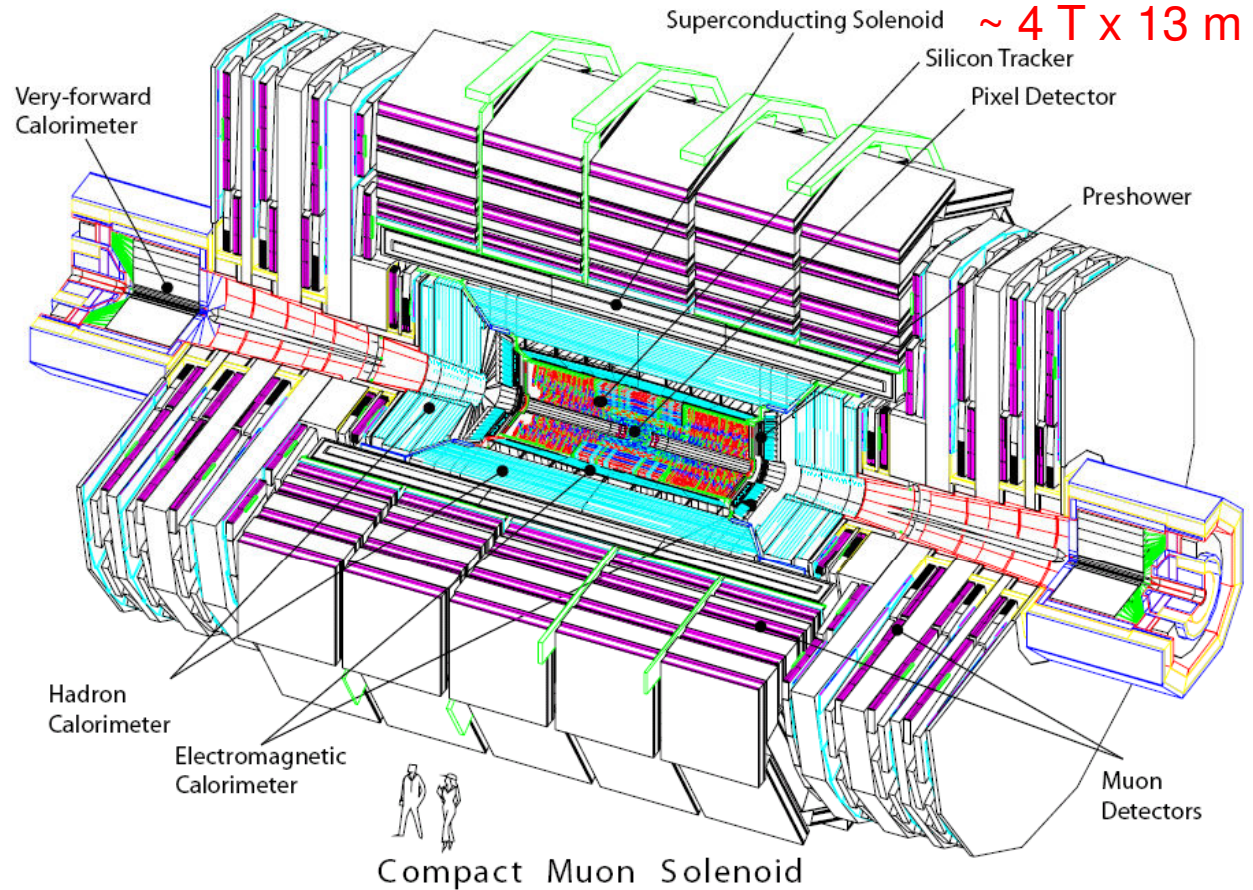 Superconducting Solenoid
~ 4 T x 13 m
Silicon Tracker
Pixel Detector
Very-forward
Calorimeter
Preshower
Hadron
Calorimeter
Electromagnetic
Calorimeter
Muon
Detectors
Compact Muon Solenoid